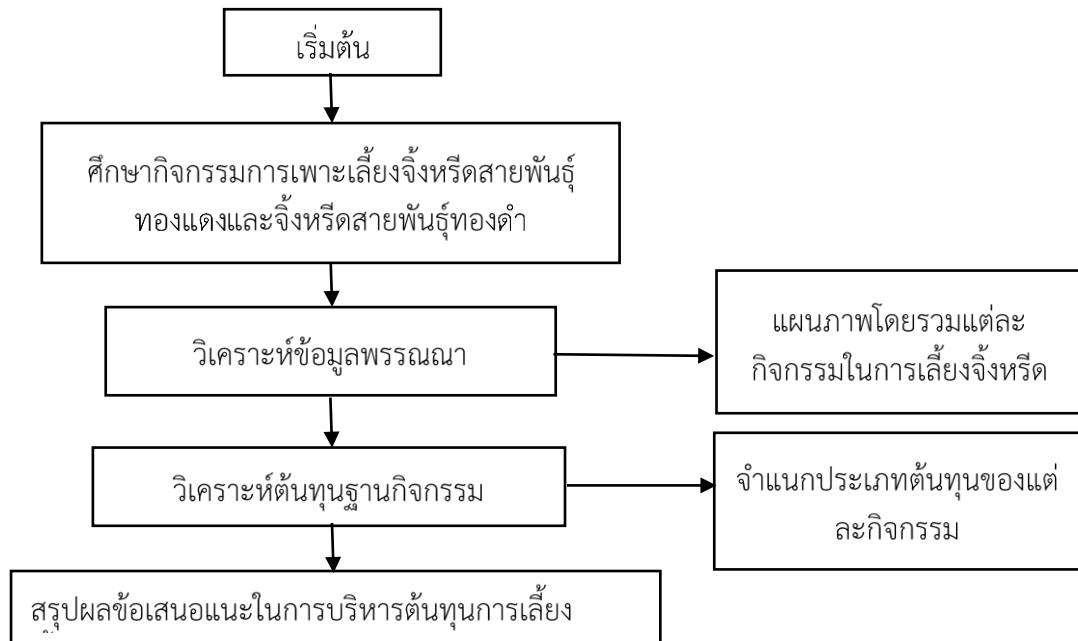 เริ่มต้น
ศึกษากิจกรรมการเพาะเลี้ยงจิ้งหรีดสายพันธุ์
ทองแดงและจิ้งหรีดสายพันธุ์ทองดำ
วิเคราะห์ข้อมูลพรรณณา
แผนภาพโดยรวมแต่ละ
กิจกรรมในการเลี้ยงจิ้งหรีด
วิเคราะห์ต้นทุนฐานกิจกรรม
จำแนกประเภทต้นทุนของแต่
ละกิจกรรม
สรุปผลข้อเสนอแนะในการบริหารต้นทุนการเลี้ยง